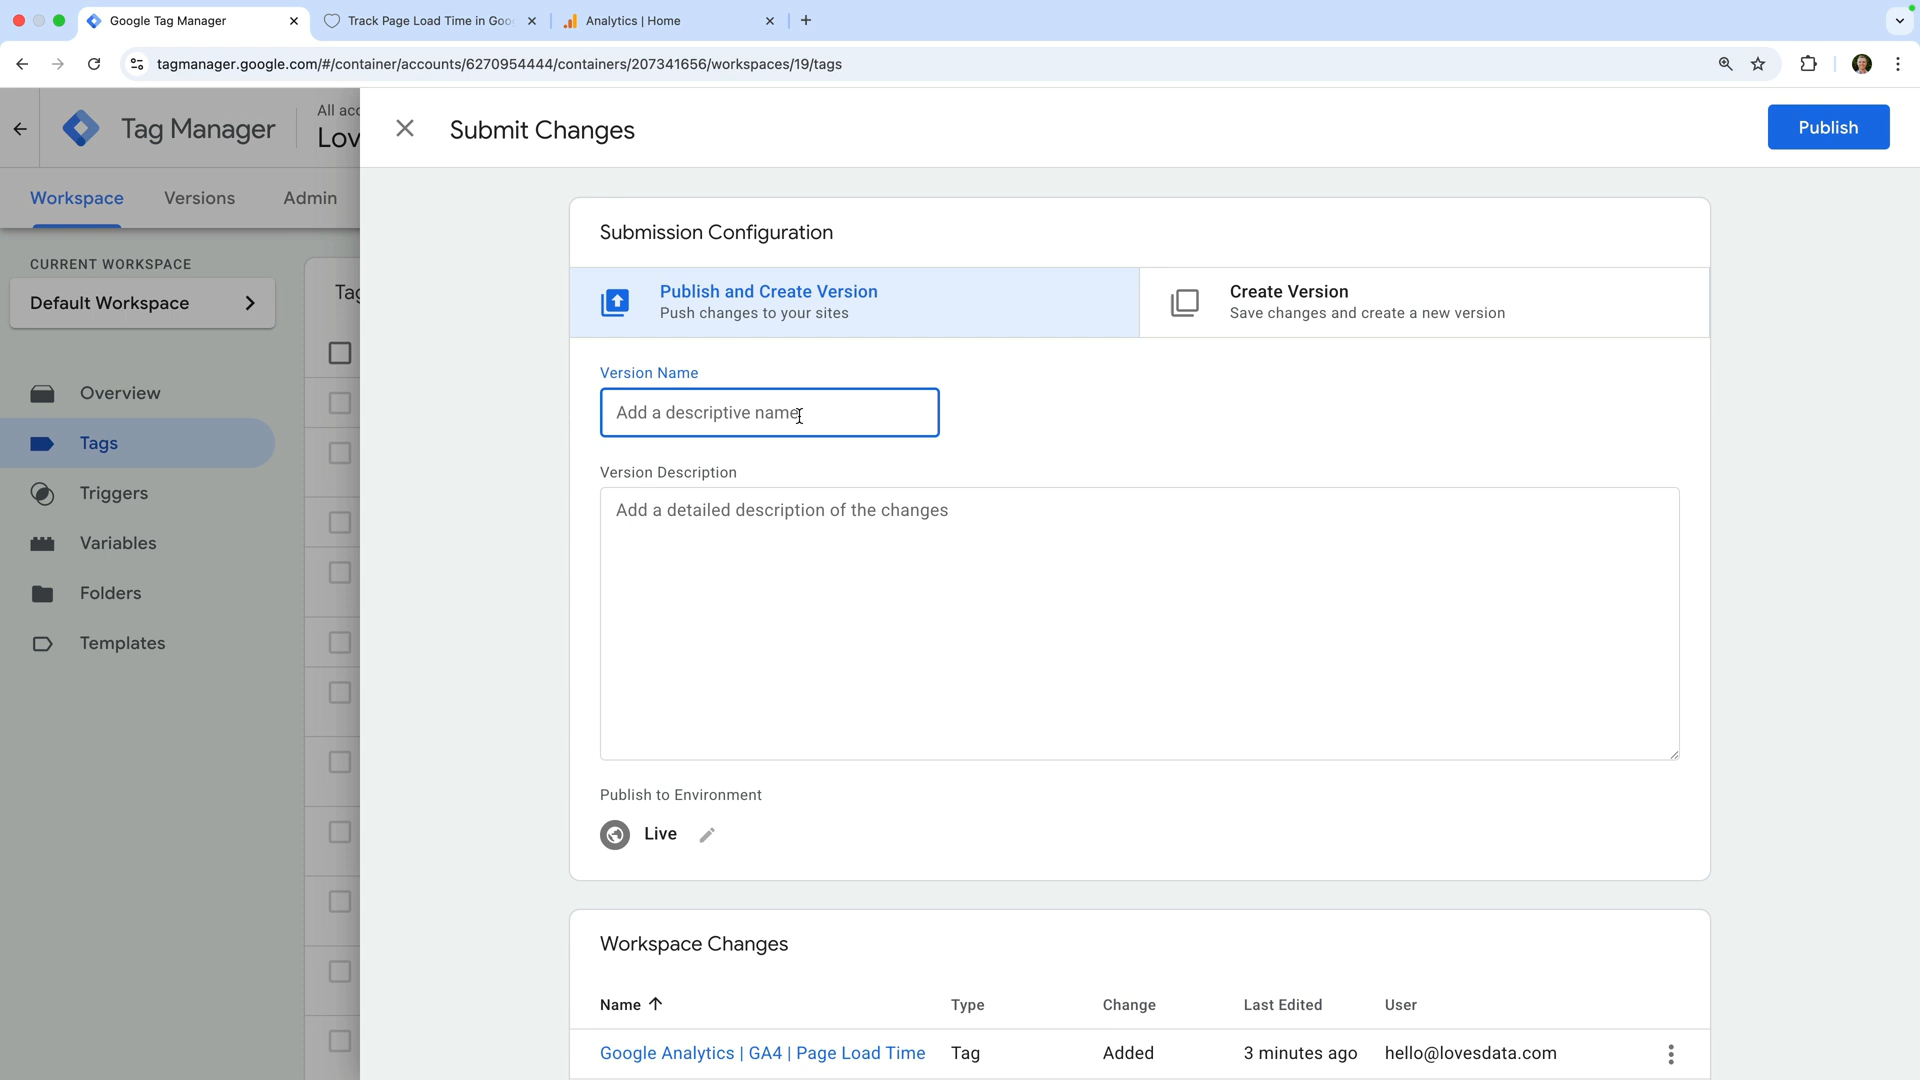 Google Tag Manager
Track Page Load Time in Goo
Analytics | Home
tagmanager.google.com/#/container/accounts/6270954444/containers/207341656/workspaces/19/tags
Tag Manager
All acc
Lov
Submit Changes
Publish
Workspace
Versions
Admin
CURRENT WORKSPACE
Default Workspace
Tag
Overview
Tags
Triggers
Variables
Folders
Templates
Submission Configuration
Publish and Create Version
Push changes to your sites
Create Version
Save changes and create a new version
Version Name
Add a descriptive name
Version Description
Add a detailed description of the changes
Publish to Environment
Live
Workspace Changes
Name Type Change Last Edited User
Google Analytics | GA4 | Page Load Time Tag Added 3 minutes ago hello@lovesdata.com